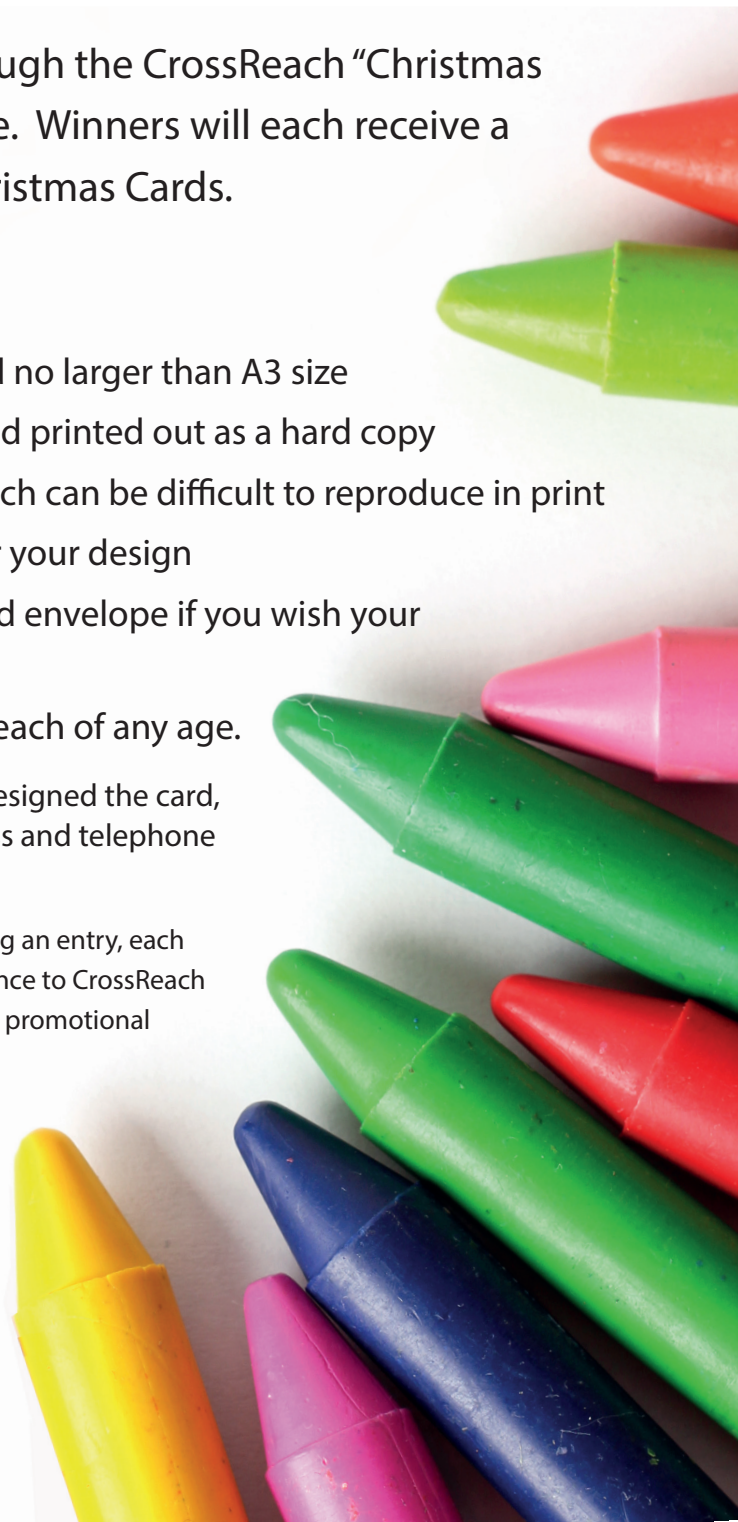 ugh the CrossReach “Christmas
e. Winners will each receive a
ristmas Cards.
l no larger than A3 size
d printed out as a hard copy
ch can be difficult to reproduce in print
r your design
d envelope if you wish your
each of any age.
esigned the card,
s and telephone
g an entry, each
nce to CrossReach
promotional